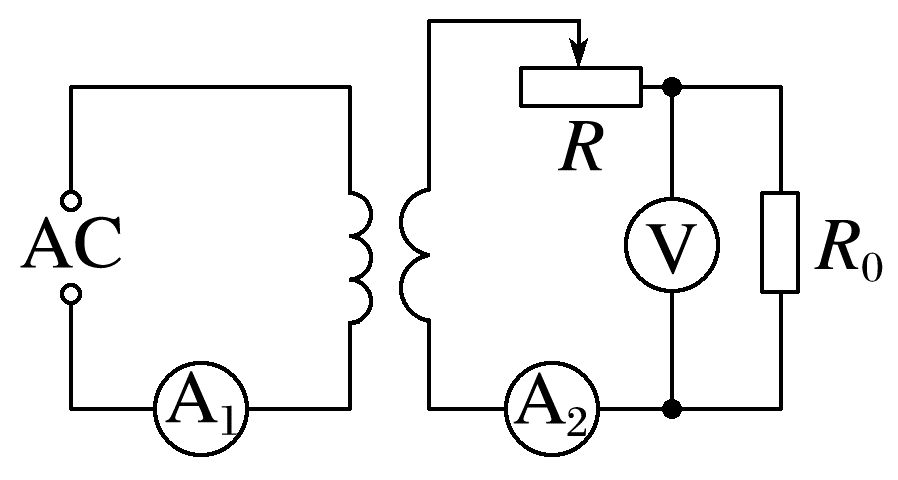 R
AC
V
R₀
A₁
A₂